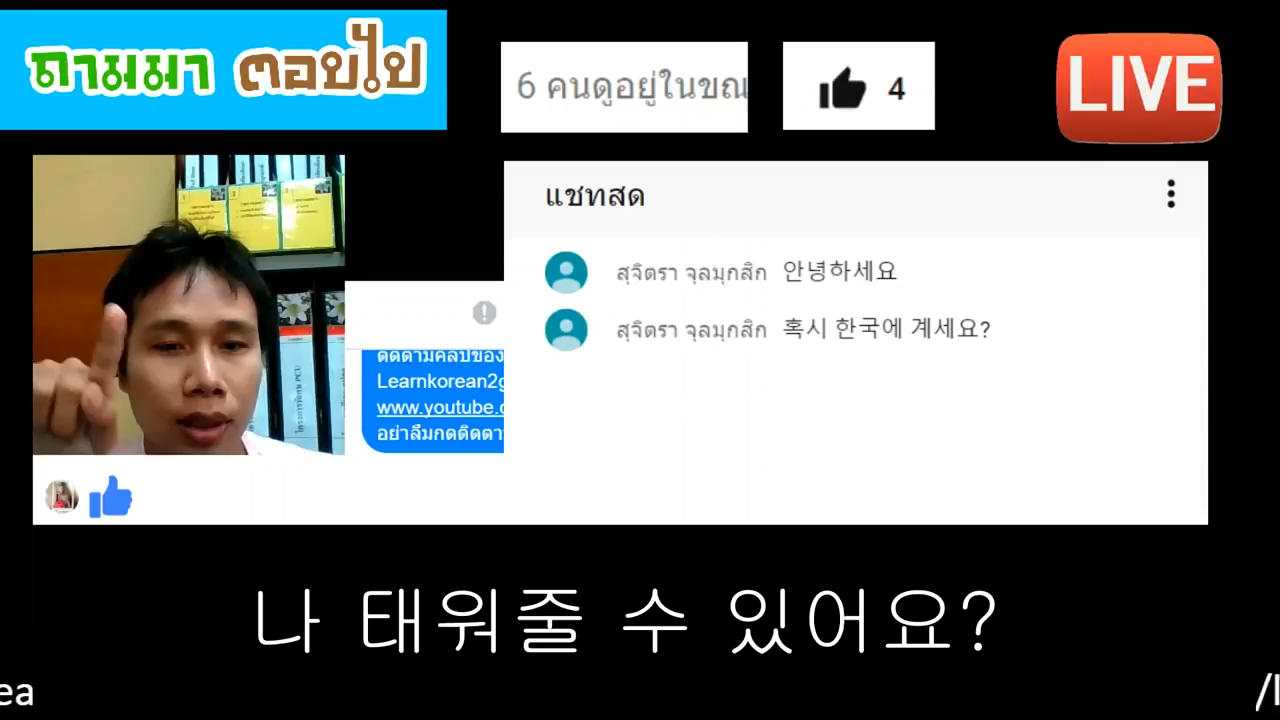 ถามมา ตอบไป
6 คนดูอยู่ในขณ
4
LIVE
แชทสด
สุจิตรา จุลมุกสิก 안녕하세요
สุจิตรา จุลมุกสิก 혹시 한국에 계세요?
ติดตามคลิปของ
Learnkorean2g
www.youtube.c
อย่าลืมกดติดตา
나 태워줄 수 있어요?
ea